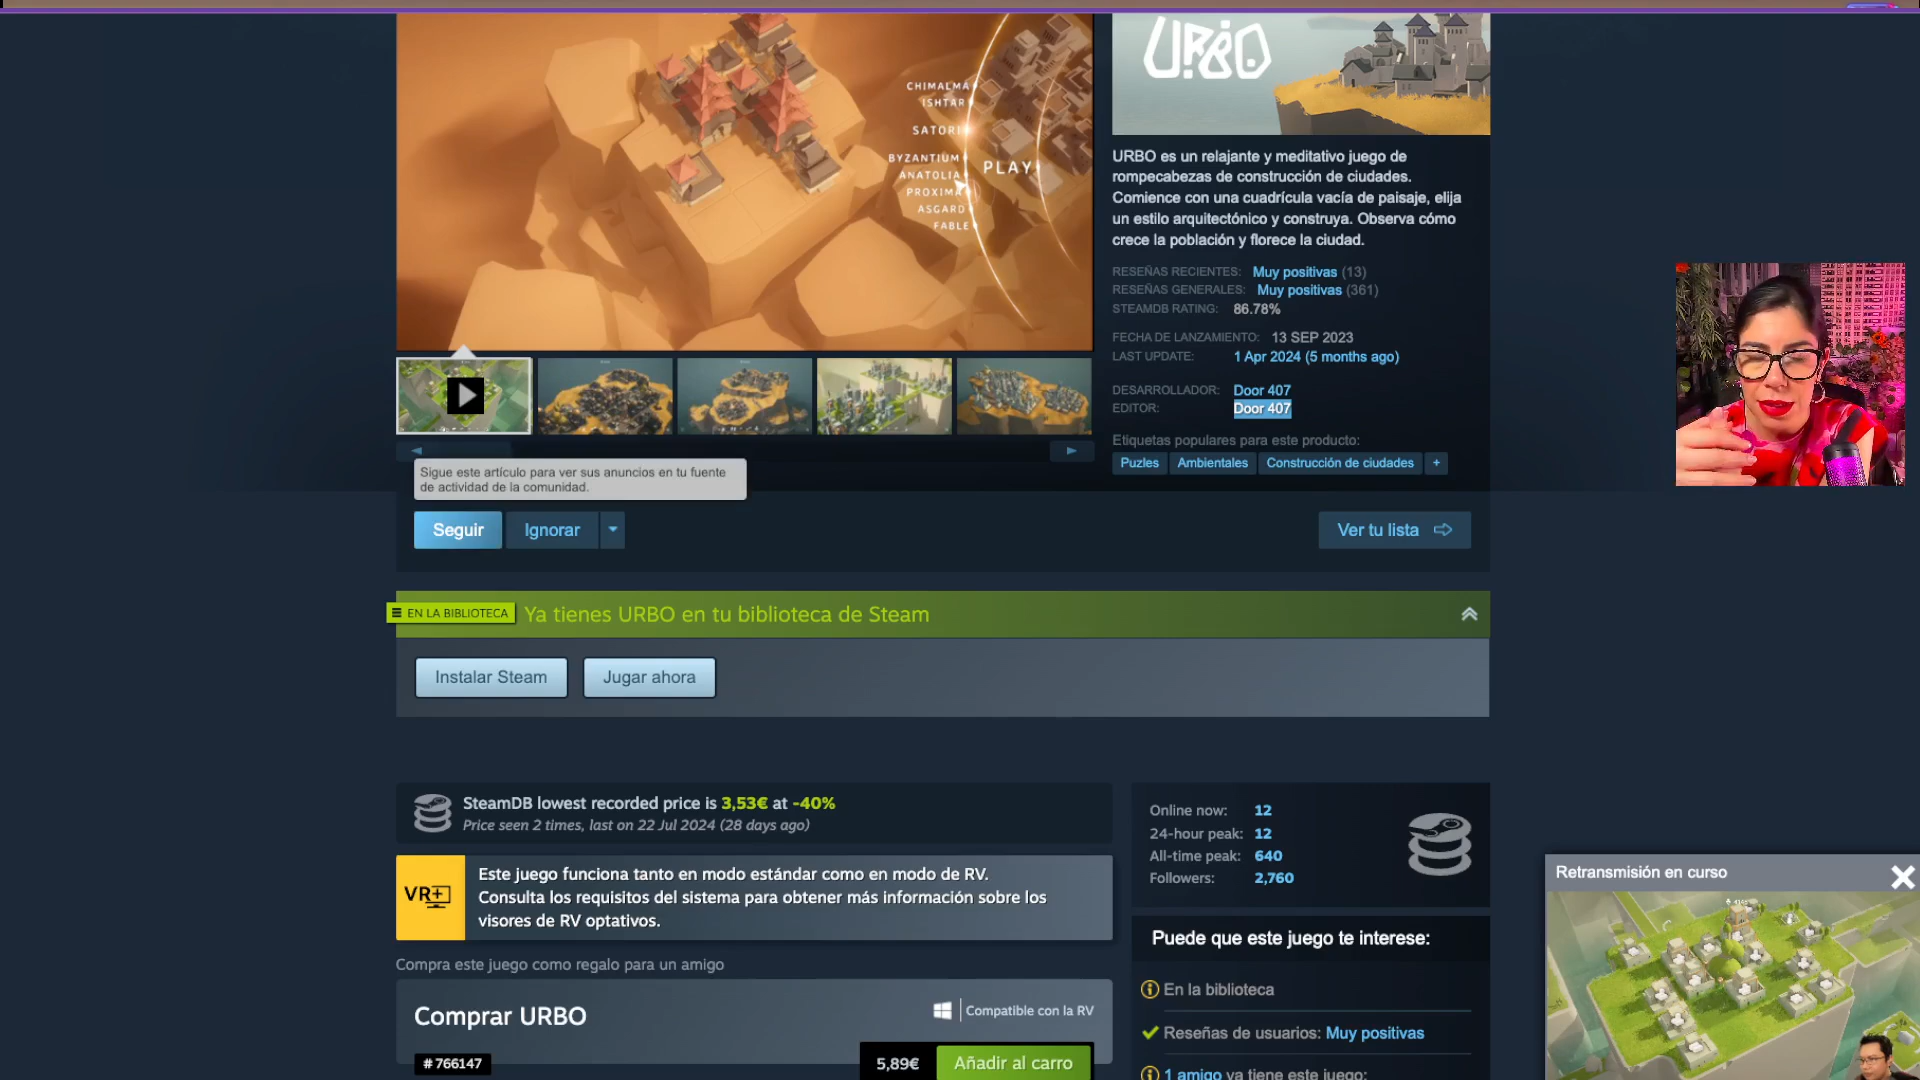 CHIMALMA
ISHTAR
SATORI
BYZANTIUM
ANATOLIA
PLAY
PROXIMA
ASGARD
FABLE
URBO
URBO es un relajante y meditativo juego de
rompecabezas de construcción de ciudades.
Comience con una cuadrícula vacía de paisaje, elija
un estilo arquitectónico y construya. Observa cómo
crece la población y florece la ciudad.
RESEÑAS RECIENTES: Muy positivas (13)
RESEÑAS GENERALES: Muy positivas (361)
STEAMDB RATING: 86.78%
FECHA DE LANZAMIENTO: 13 SEP 2023
LAST UPDATE: 1 Apr 2024 (5 months ago)
DESARROLLADOR: Door 407
EDITOR: Door 407
Etiquetas populares para este producto:
Puzles Ambientales Construcción de ciudades +
Sigue este artículo para ver sus anuncios en tu fuente
de actividad de la comunidad.
Seguir Ignorar Ver tu lista
EN LA BIBLIOTECA Ya tienes URBO en tu biblioteca de Steam
Instalar Steam Jugar ahora
SteamDB lowest recorded price is 3,53€ at -40%
Price seen 2 times, last on 22 Jul 2024 (28 days ago)
VR+
Este juego funciona tanto en modo estándar como en modo de RV.
Consulta los requisitos del sistema para obtener más información sobre los
visores de RV optativos.
Compra este juego como regalo para un amigo
Comprar URBO
Compatible con la RV
# 766147
5,89€ Añadir al carro
Online now: 12
24-hour peak: 12
All-time peak: 640
Followers: 2,760
Puede que este juego te interese:
En la biblioteca
Reseñas de usuarios: Muy positivas
1 amigo ya tiene este juego:
Retransmisión en curso